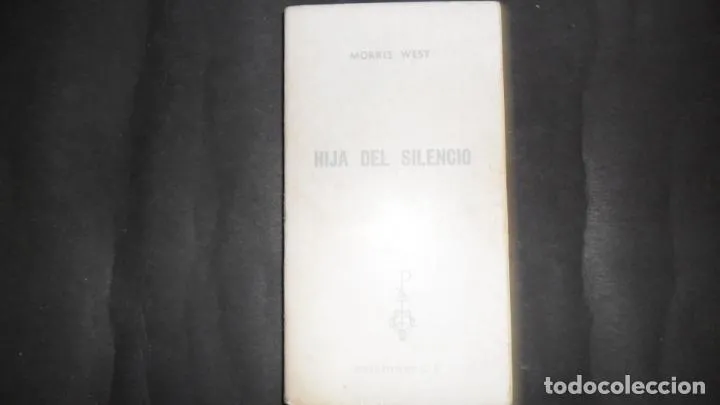 MORRIS WEST
HIJA DEL SILENCIO
todocoleccion